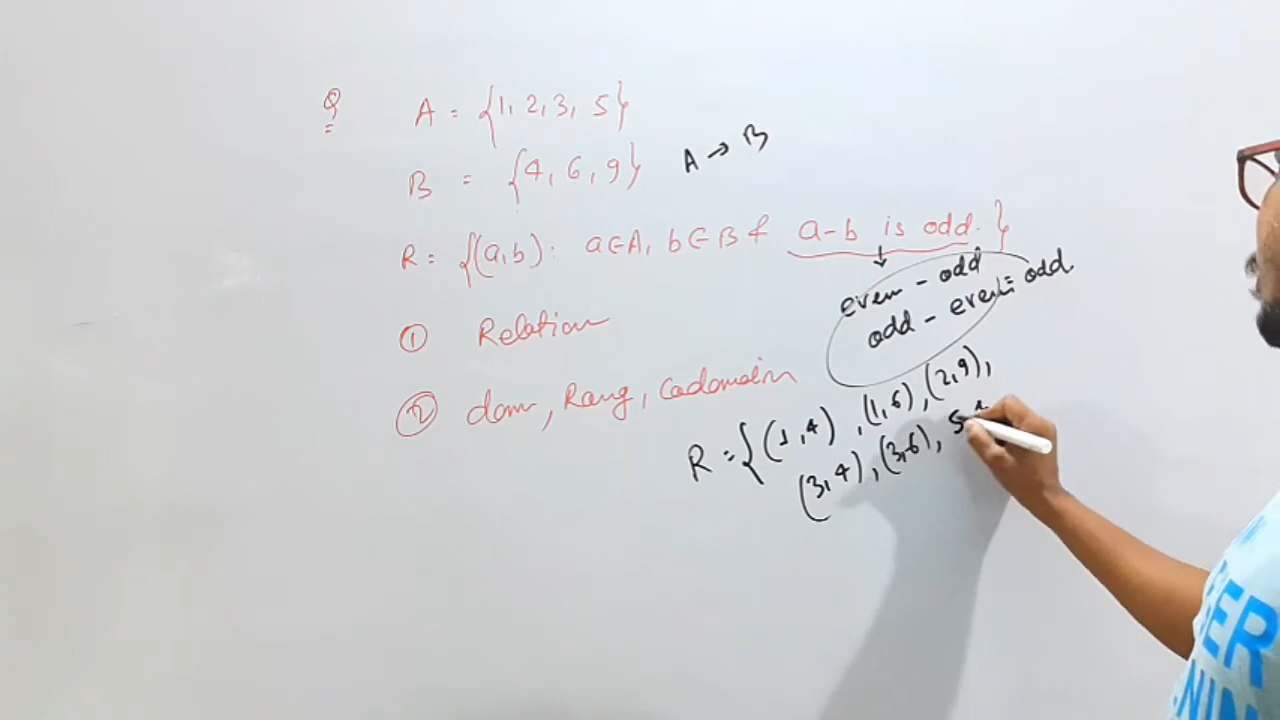 Q A = {1, 2, 3, 5}
B = {4, 6, 9} A → B
R = {(a,b) : a∈A, b∈B & a-b is odd.}
even - odd
odd - even = odd.
① Relation
② dom, Rang, Codomain
R = {(1,4), (1,6), (2,9),
(3,4), (3,6), 5